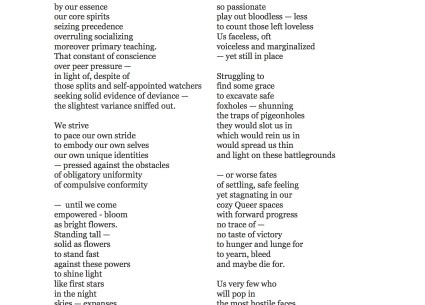 by our essence
our core spirits
seizing precedence
overruling socializing
moreover primary teaching.
That constant of conscience
over peer pressure —
in light of, despite of
those splits and self-appointed watchers
seeking solid evidence of deviance —
the slightest variance sniffed out.
We strive
to pace our own stride
to embody our own selves
our own unique identities
— pressed against the obstacles
of obligatory uniformity
of compulsive conformity
— until we come
empowered - bloom
as bright flowers.
Standing tall —
solid as flowers
to stand fast
against these powers
to shine light
like first stars
in the night
skies — expanses
so passionate
play out bloodless — less
to count those left loveless
Us faceless, oft
voiceless and marginalized
— yet still in place
Struggling to
find some grace
to excavate safe
foxholes — shunning
the traps of pigeonholes
they would slot us in
which would rein us in
would spread us thin
and light on these battlegrounds
— or worse fates
of settling, safe feeling
yet stagnating in our
cozy Queer spaces
with forward progress
no trace of —
no taste of victory
to hunger and lunge for
to yearn, bleed
and maybe die for.
Us very few who
will pop in
the most hostile faces